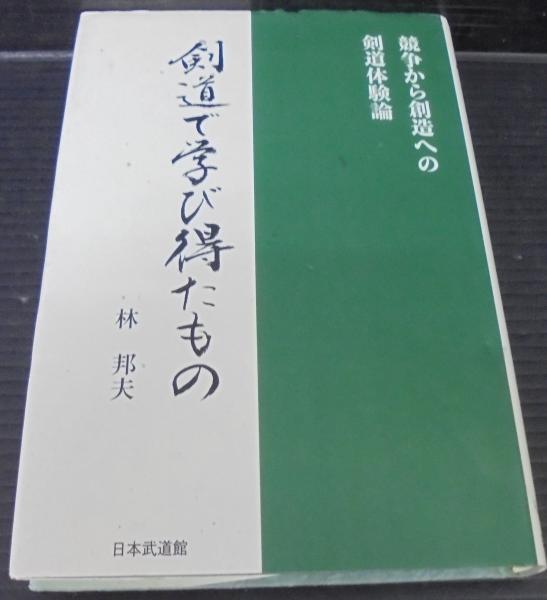 競争から創造への
剣道体験論
剣道で学び得たもの
林 邦夫
日本武道館